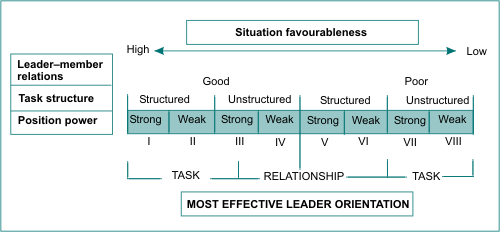 Situation favourableness
High
Low
Leader–member
relations
Good
Poor
Task structure
Structured
Unstructured
Structured
Unstructured
Position power
Strong
Weak
Strong
Weak
Strong
Weak
Strong
Weak
I
II
III
IV
V
VI
VII
VIII
TASK
RELATIONSHIP
TASK
MOST EFFECTIVE LEADER ORIENTATION